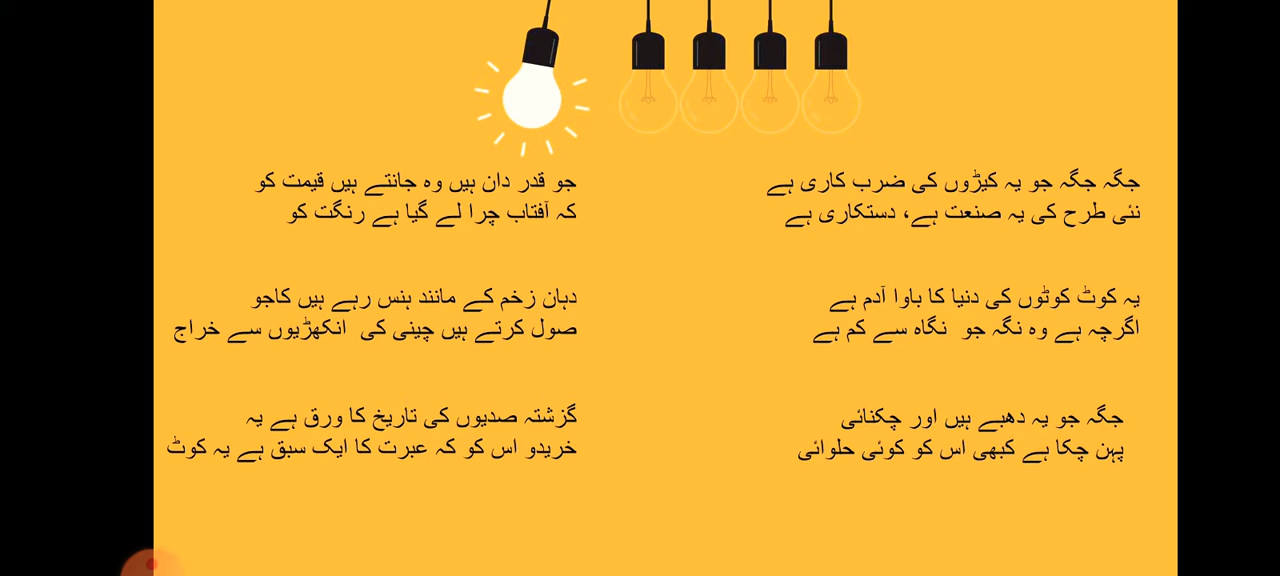 جگہ جگہ جو یہ کیڑوں کی ضرب کاری ہے
نئی طرح کی یہ صنعت ہے، دستکاری ہے
جو قدر دان ہیں وہ جانتے ہیں قیمت کو
کہ آفتاب چرا لے گیا ہے رنگت کو
یہ کوٹ کوٹوں کی دنیا کا باوا آدم ہے
اگرچہ ہے وہ نگہ جو نگاہ سے کم ہے
دہان زخم کے مانند ہنس رہے ہیں کاجو
صول کرتے ہیں چینی کی انکھڑیوں سے خراج
جگہ جو یہ دھبے ہیں اور چکنائی
پہن چکا ہے کبھی اس کو کوئی حلوائی
گزشتہ صدیوں کی تاریخ کا ورق ہے یہ
خریدو اس کو کہ عبرت کا ایک سبق ہے یہ کوٹ